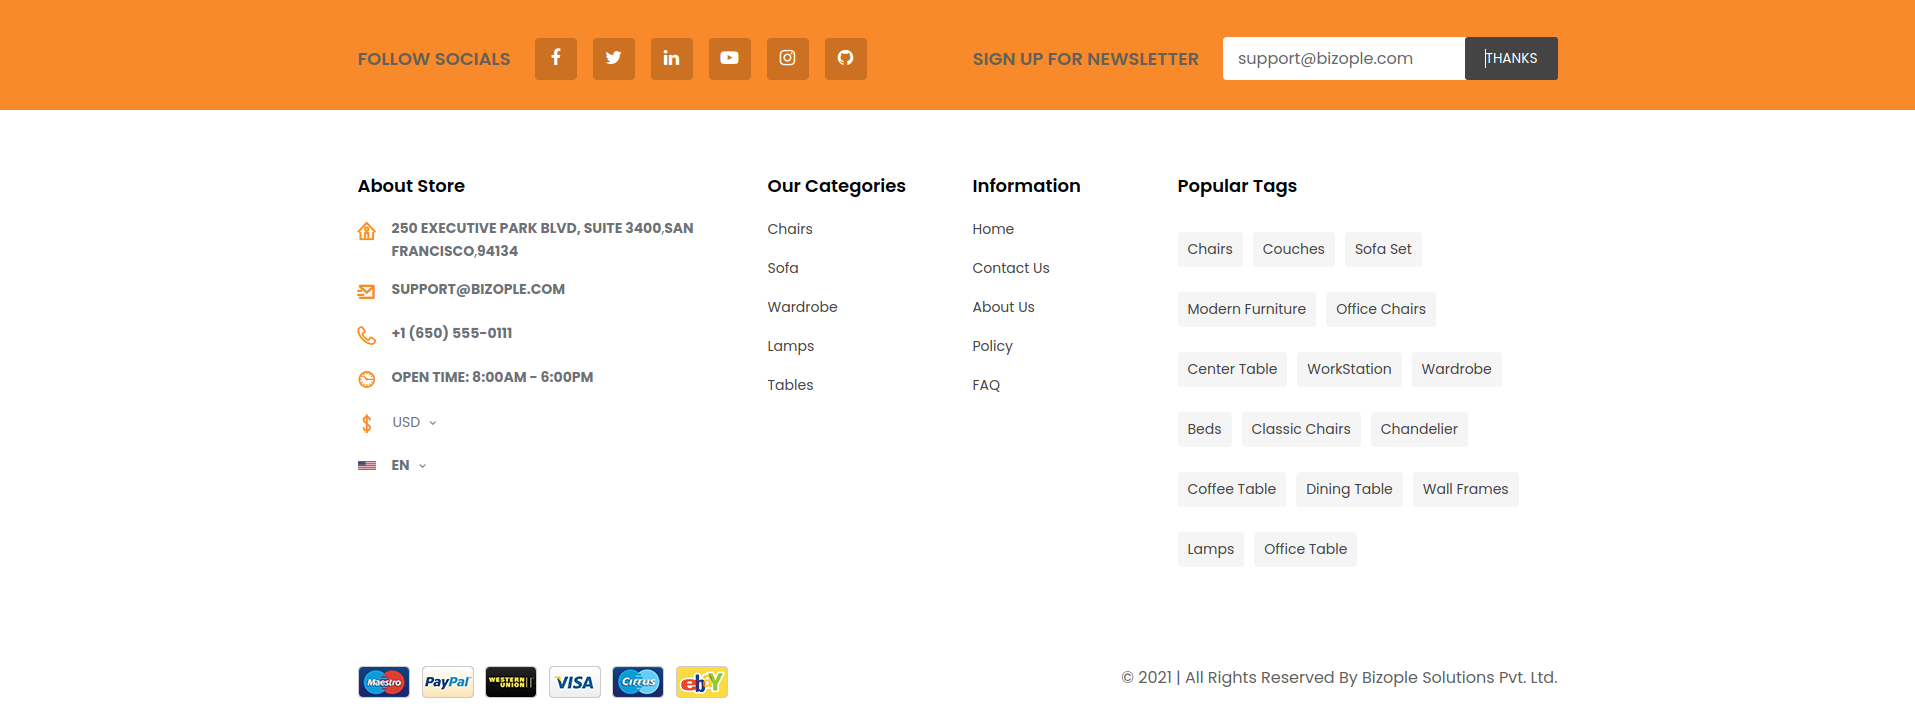 FOLLOW SOCIALS
SIGN UP FOR NEWSLETTER
support@bizople.com
THANKS
About Store
250 EXECUTIVE PARK BLVD, SUITE 3400,SAN
FRANCISCO,94134
SUPPORT@BIZOPLE.COM
+1 (650) 555-0111
OPEN TIME: 8:00AM - 6:00PM
USD
EN
Our Categories
Chairs
Sofa
Wardrobe
Lamps
Tables
Information
Home
Contact Us
About Us
Policy
FAQ
Popular Tags
Chairs Couches Sofa Set
Modern Furniture Office Chairs
Center Table WorkStation Wardrobe
Beds Classic Chairs Chandelier
Coffee Table Dining Table Wall Frames
Lamps Office Table
Maestro
PayPal
WESTERN
UNION
VISA
Cirrus
ebaY
© 2021 | All Rights Reserved By Bizople Solutions Pvt. Ltd.